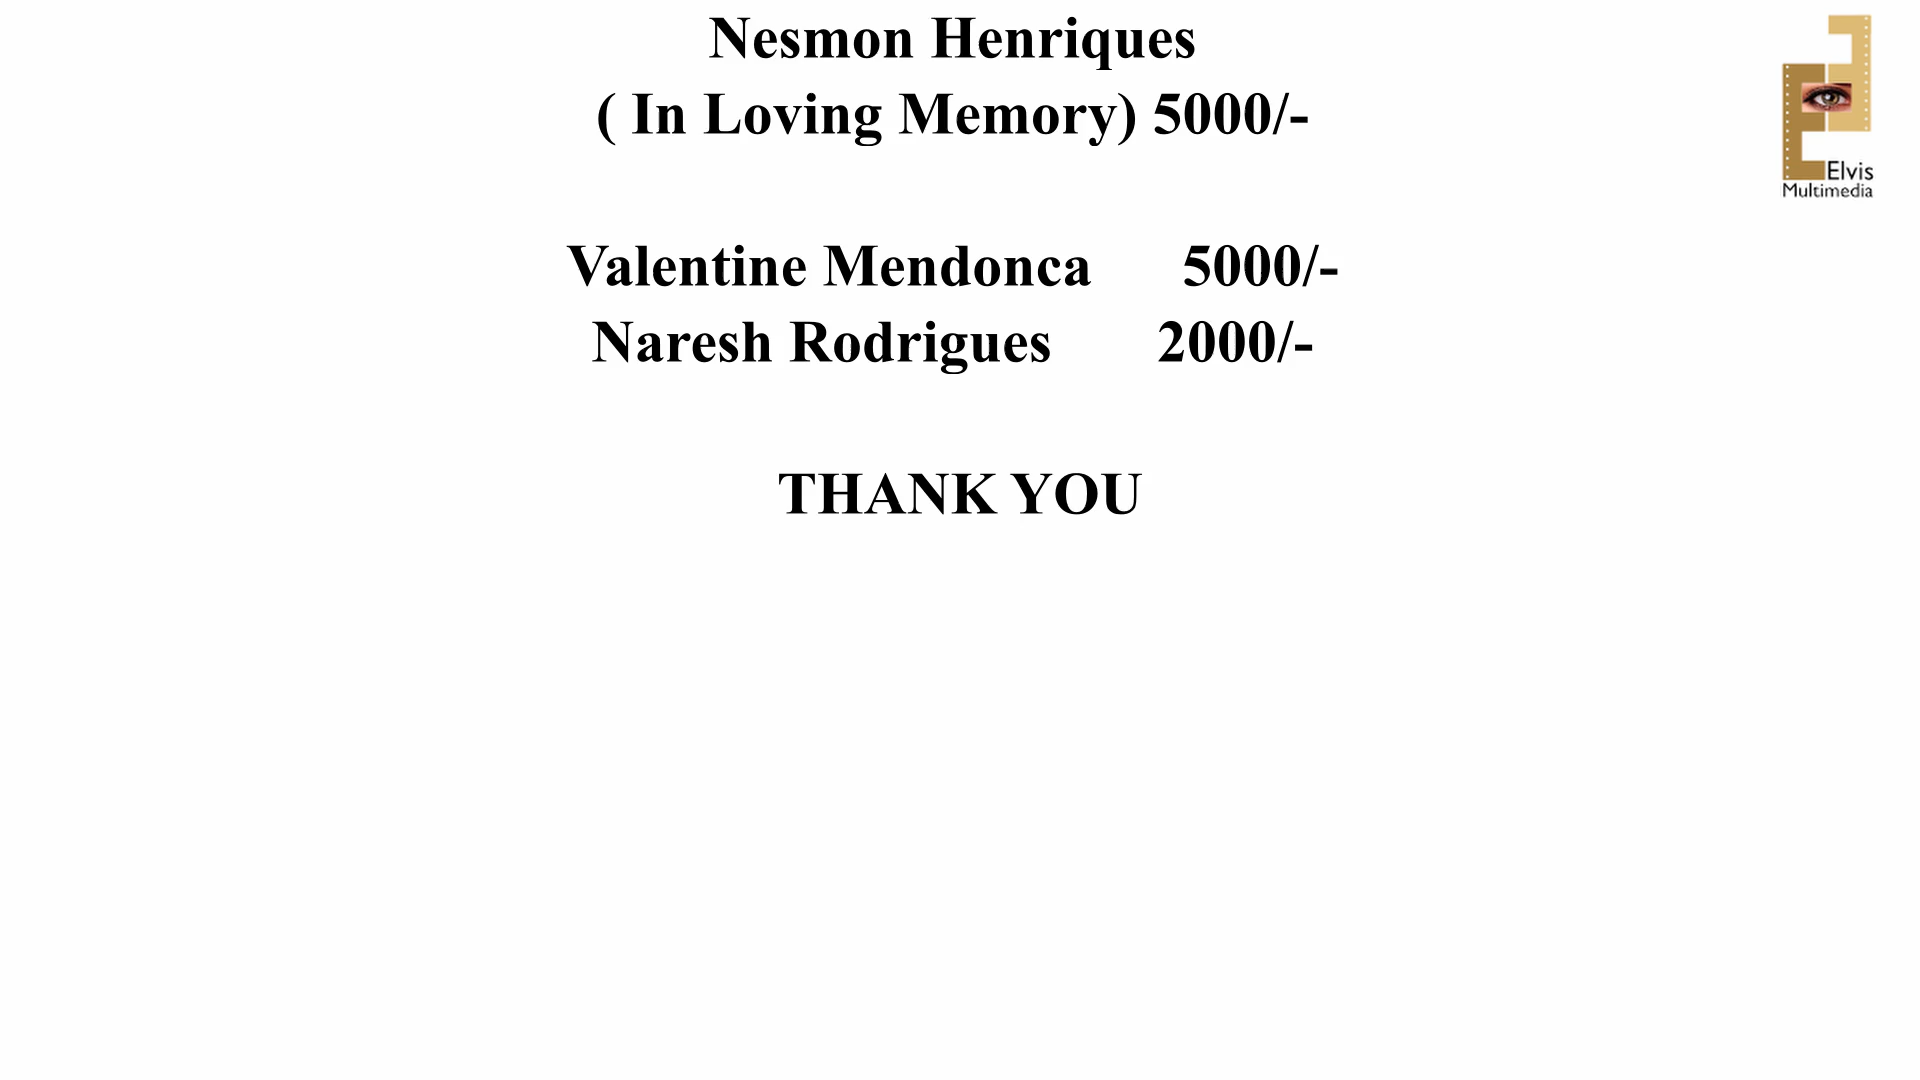 Nesmon Henriques
( In Loving Memory) 5000/-
Valentine Mendonca 5000/-
Naresh Rodrigues 2000/-
THANK YOU
Elvis
Multimedia